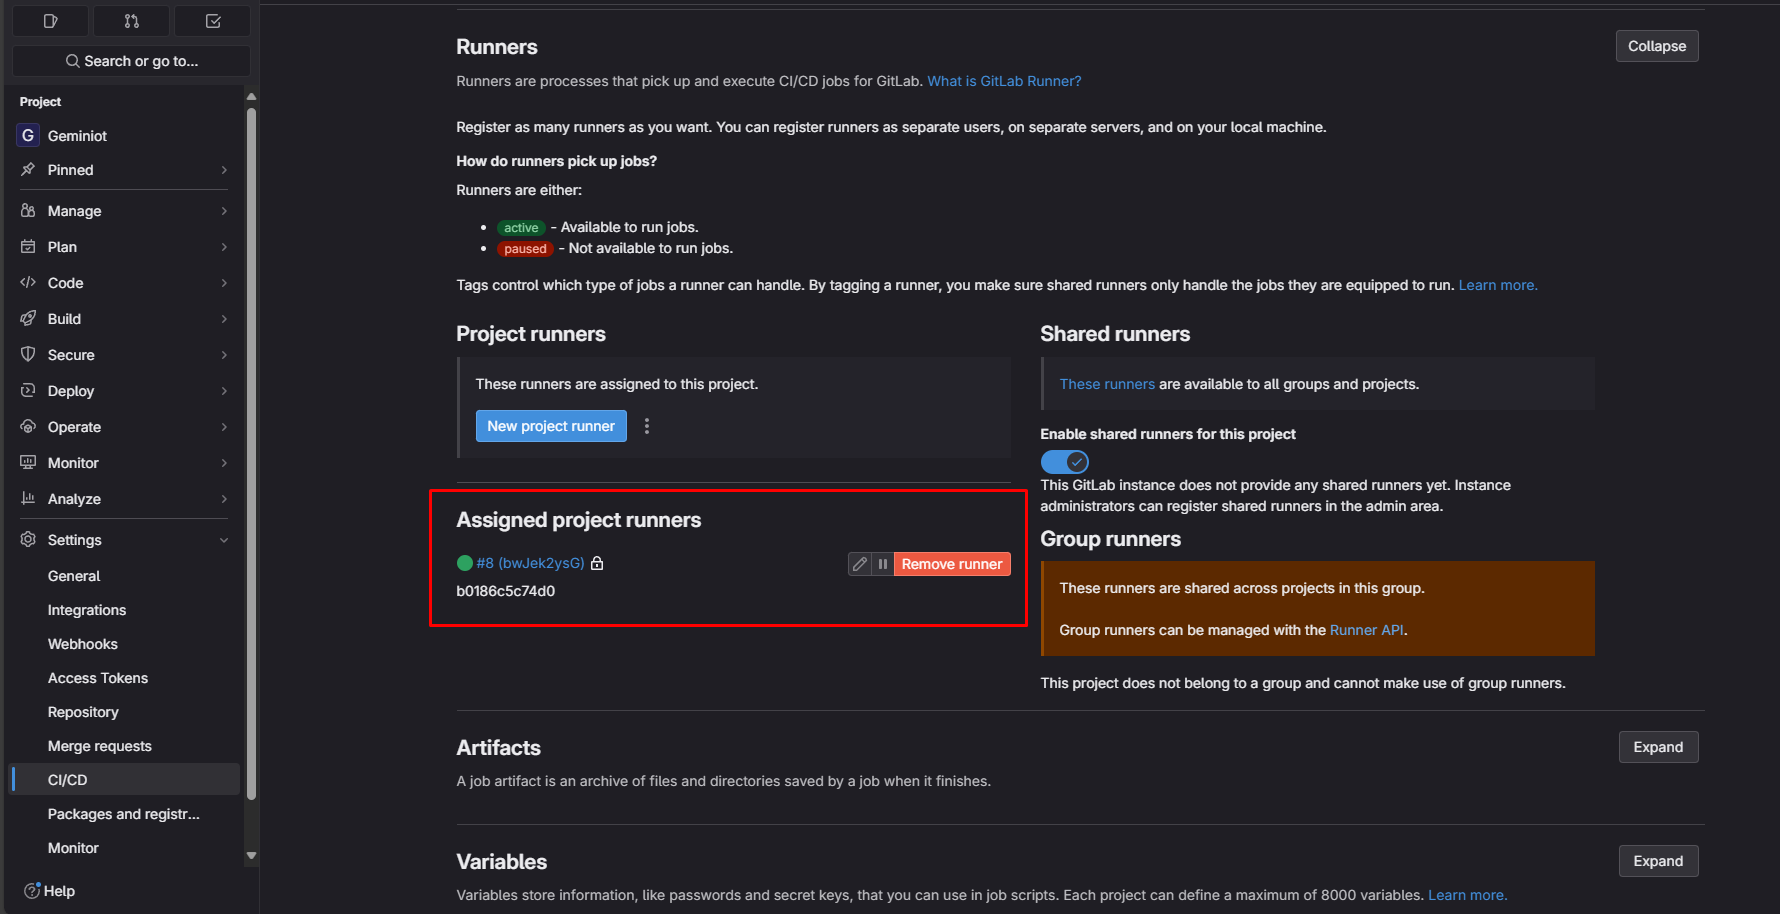 Search or go to...
Project
G Geminiot
Pinned
Manage
Plan
Code
Build
Secure
Deploy
Operate
Monitor
Analyze
Settings
General
Integrations
Webhooks
Access Tokens
Repository
Merge requests
CI/CD
Packages and registr...
Monitor
Help
Runners
Collapse
Runners are processes that pick up and execute CI/CD jobs for GitLab. What is GitLab Runner?
Register as many runners as you want. You can register runners as separate users, on separate servers, and on your local machine.
How do runners pick up jobs?
Runners are either:
• active - Available to run jobs.
• paused - Not available to run jobs.
Tags control which type of jobs a runner can handle. By tagging a runner, you make sure shared runners only handle the jobs they are equipped to run. Learn more.
Project runners
These runners are assigned to this project.
New project runner
Assigned project runners
#8 (bwJek2ysG)
Remove runner
b0186c5c74d0
Shared runners
These runners are available to all groups and projects.
Enable shared runners for this project
This GitLab instance does not provide any shared runners yet. Instance
administrators can register shared runners in the admin area.
Group runners
These runners are shared across projects in this group.
Group runners can be managed with the Runner API.
This project does not belong to a group and cannot make use of group runners.
Artifacts
Expand
A job artifact is an archive of files and directories saved by a job when it finishes.
Variables
Expand
Variables store information, like passwords and secret keys, that you can use in job scripts. Each project can define a maximum of 8000 variables. Learn more.